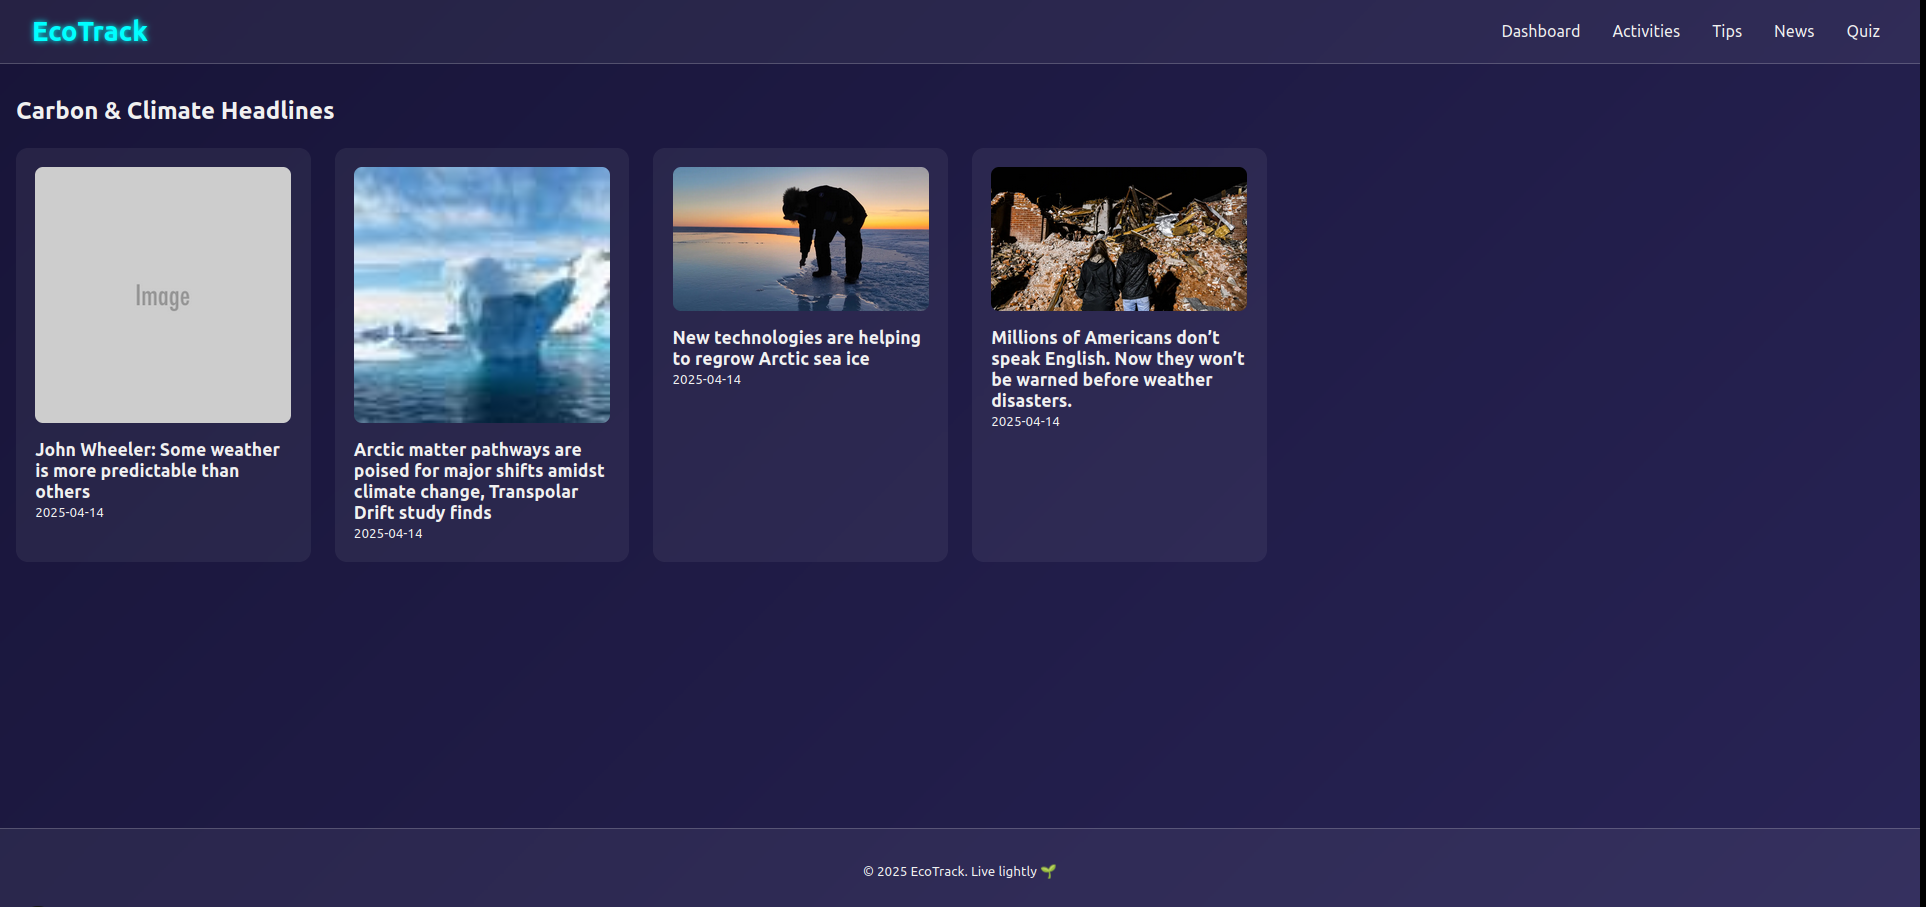 EcoTrack
Dashboard Activities Tips News Quiz
Carbon & Climate Headlines
Image
John Wheeler: Some weather
is more predictable than
others
2025-04-14
Arctic matter pathways are
poised for major shifts amidst
climate change, Transpolar
Drift study finds
2025-04-14
New technologies are helping
to regrow Arctic sea ice
2025-04-14
Millions of Americans don’t
speak English. Now they won’t
be warned before weather
disasters.
2025-04-14
© 2025 EcoTrack. Live lightly 🌱